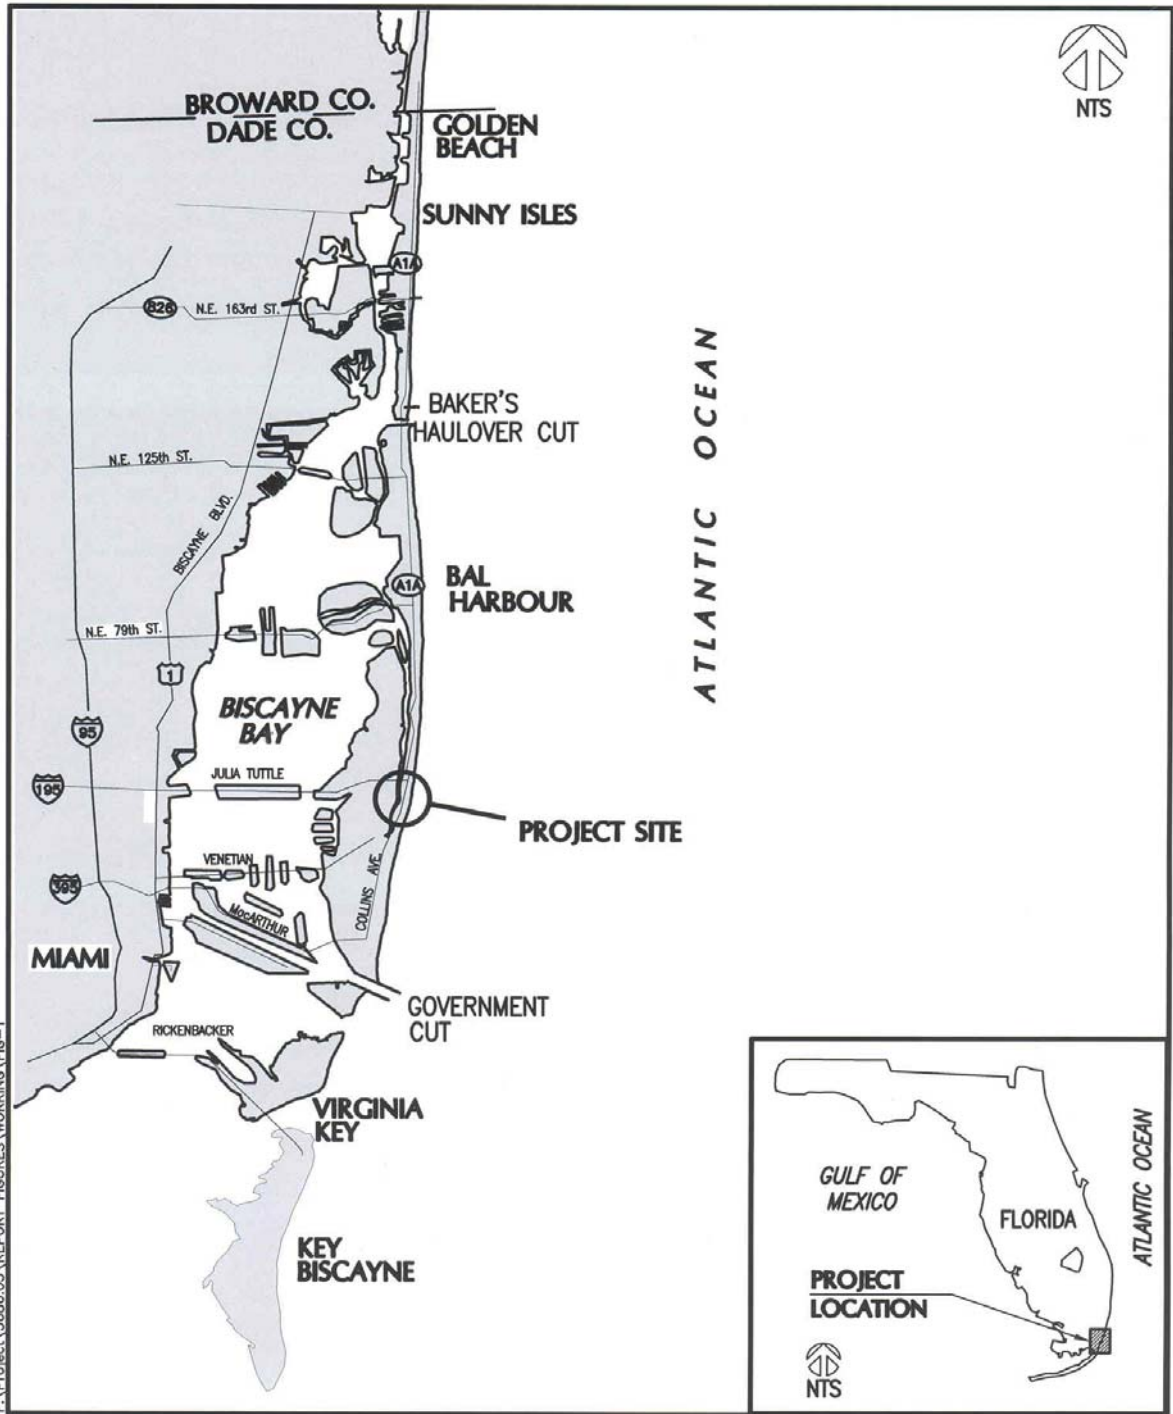 NTS
BROWARD CO.
DADE CO.
GOLDEN
BEACH
SUNNY ISLES
A1A
826
N.E. 163rd ST.
BAKER'S
HAULOVER CUT
ATLANTIC OCEAN
N.E. 125th ST.
BISCAYNE BLVD.
BAL
HARBOUR
A1A
N.E. 79th ST.
1
BISCAYNE
BAY
95
JULIA TUTTLE
195
PROJECT SITE
VENETIAN
395
COLLINS AVE.
MacARTHUR
MIAMI
GOVERNMENT
CUT
RICKENBACKER
VIRGINIA
KEY
KEY
BISCAYNE
GULF OF
MEXICO
FLORIDA
ATLANTIC OCEAN
PROJECT
LOCATION
NTS